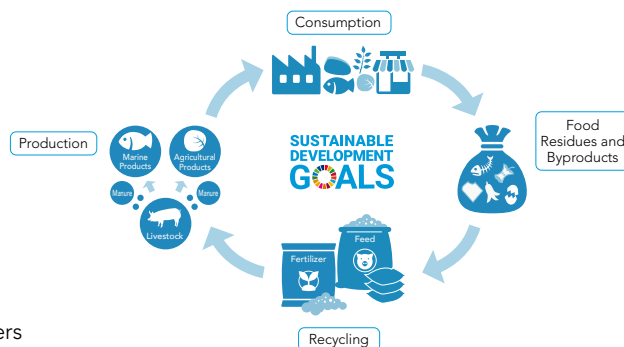 Consumption
Production
Marine
Products
Agricultural
Products
Manure
Manure
Livestock
SUSTAINABLE
DEVELOPMENT
GOALS
Food
Residues and
Byproducts
Feed
Fertilizer
Recycling
ers